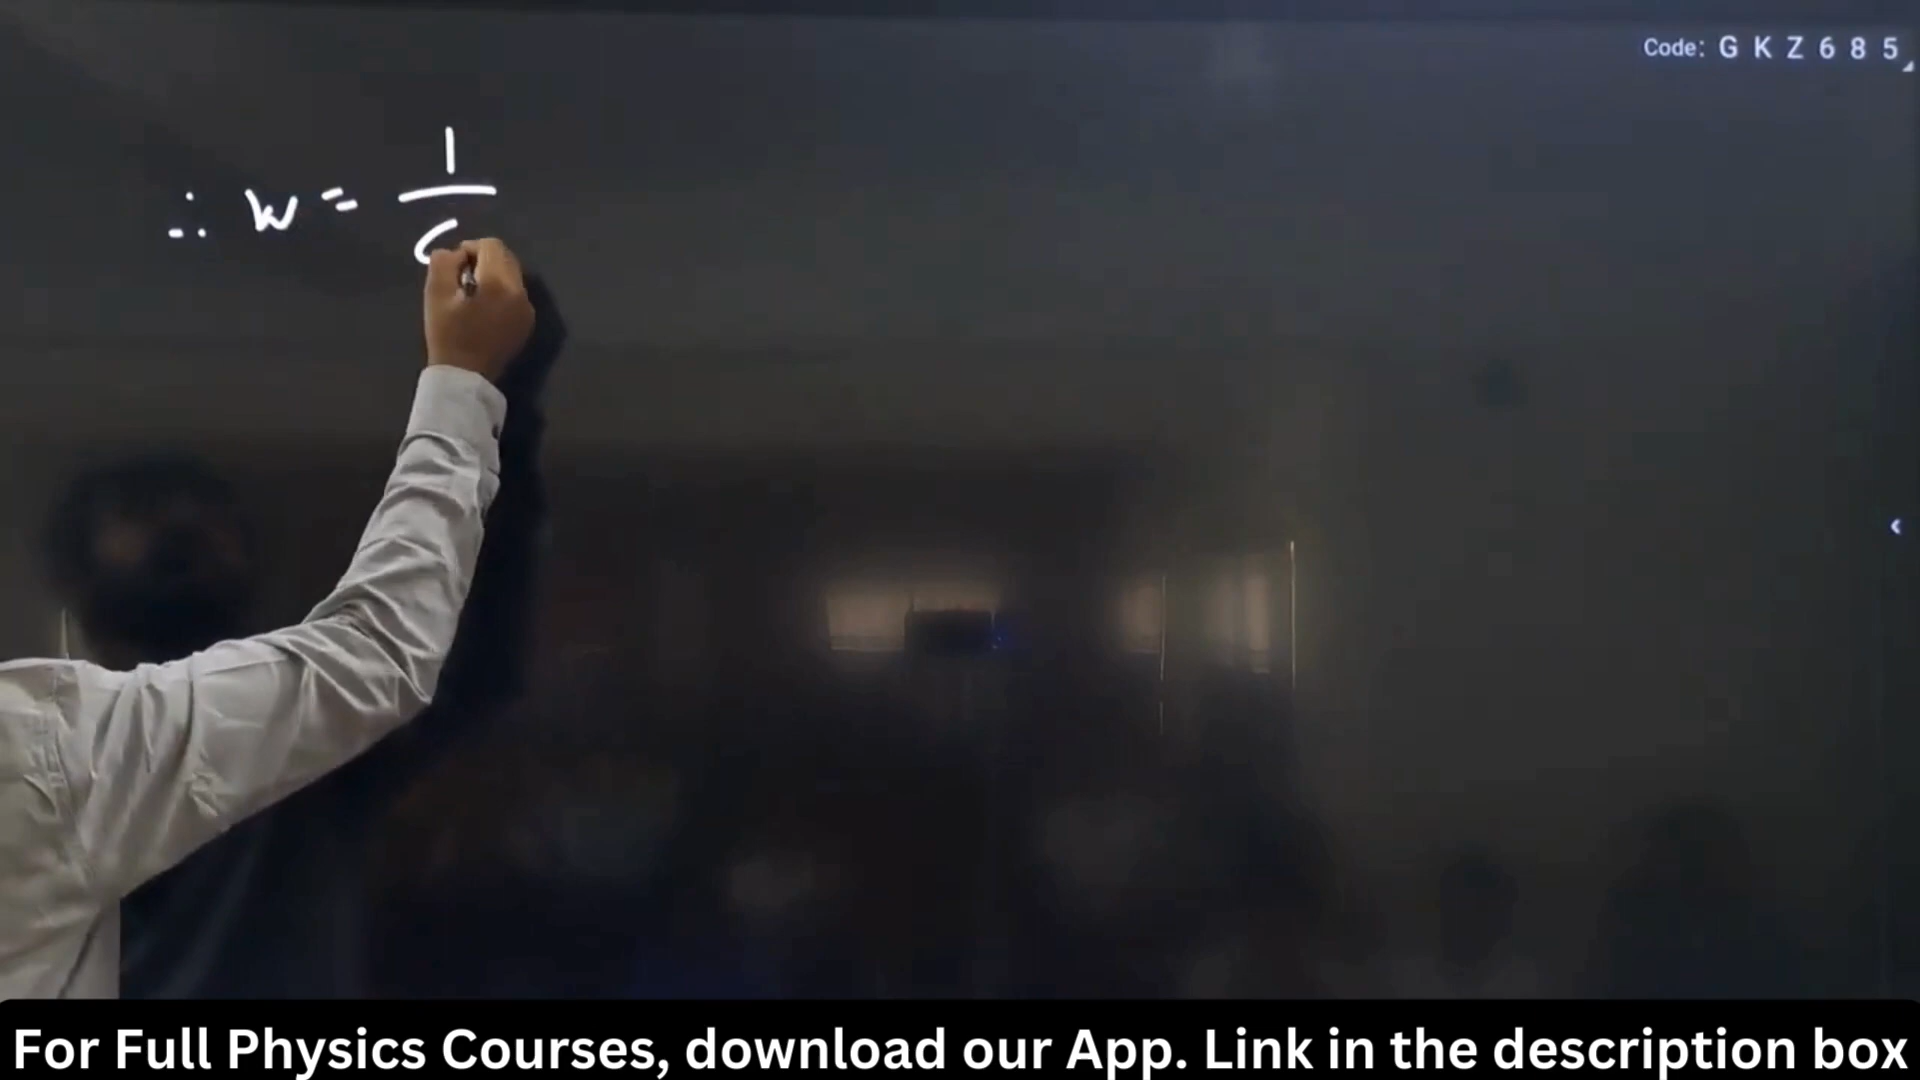 Code: G K Z 6 8 5
∴ W = 1/C
For Full Physics Courses, download our App. Link in the description box